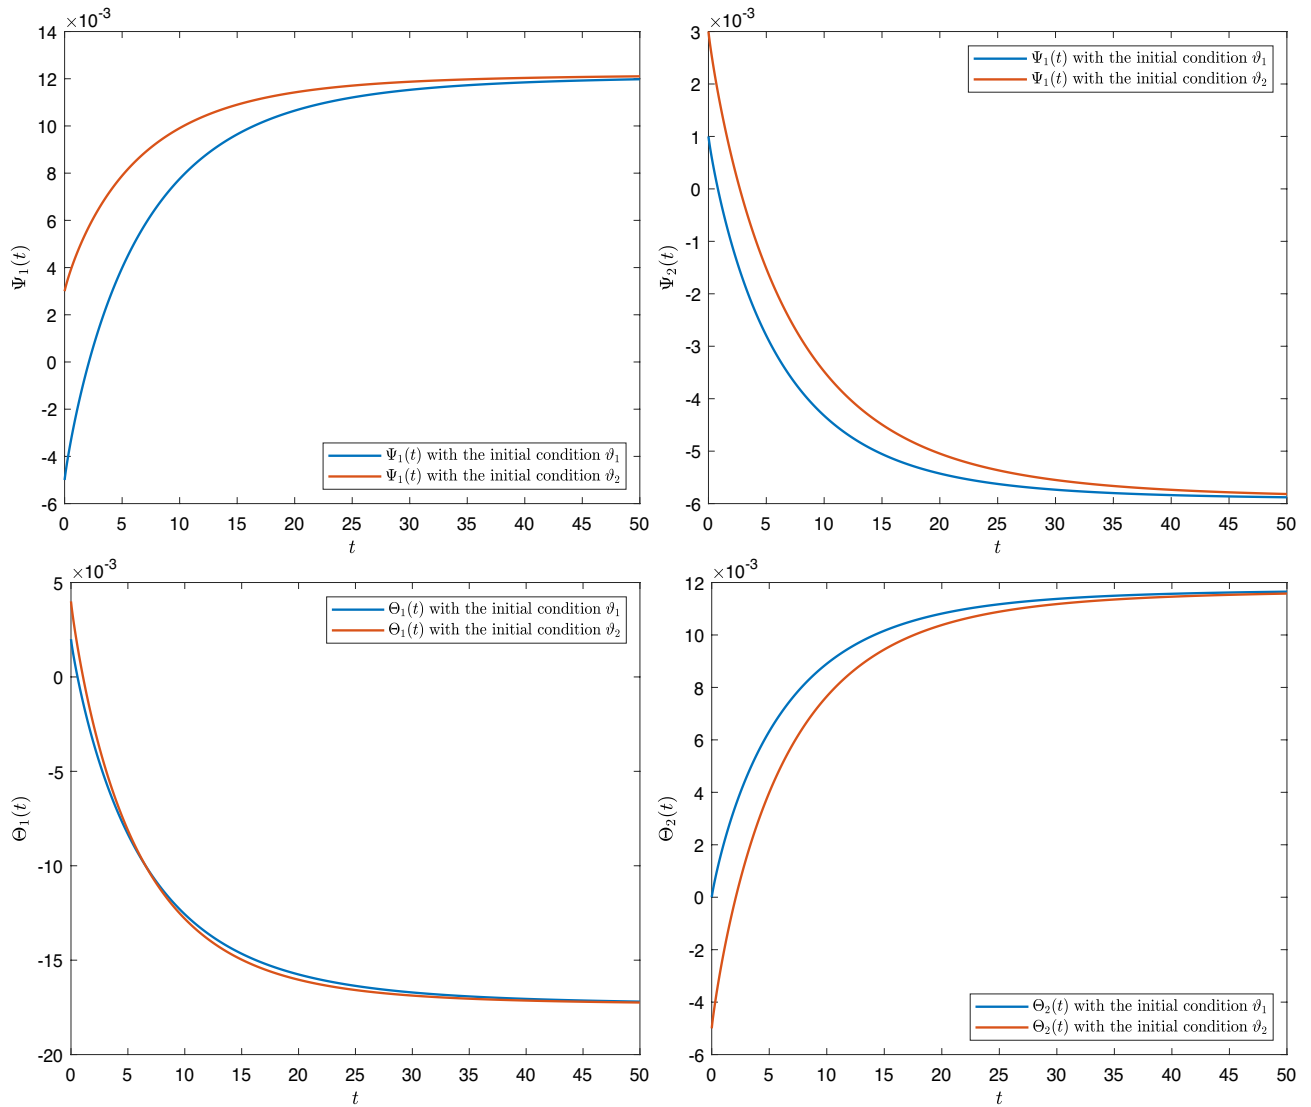 ×10⁻³
14
12
10
8
6
4
2
0
-2
-4
-6
0 5 10 15 20 25 30 35 40 45 50
t
Ψ₁(t)
Ψ₁(t) with the initial condition ϑ₁
Ψ₁(t) with the initial condition ϑ₂
×10⁻³
3
2
1
0
-1
-2
-3
-4
-5
-6
0 5 10 15 20 25 30 35 40 45 50
t
Ψ₂(t)
Ψ₁(t) with the initial condition ϑ₁
Ψ₁(t) with the initial condition ϑ₂
×10⁻³
5
0
-5
-10
-15
-20
0 5 10 15 20 25 30 35 40 45 50
t
Θ₁(t)
Θ₁(t) with the initial condition ϑ₁
Θ₁(t) with the initial condition ϑ₂
×10⁻³
12
10
8
6
4
2
0
-2
-4
-6
0 5 10 15 20 25 30 35 40 45 50
t
Θ₂(t)
Θ₂(t) with the initial condition ϑ₁
Θ₂(t) with the initial condition ϑ₂